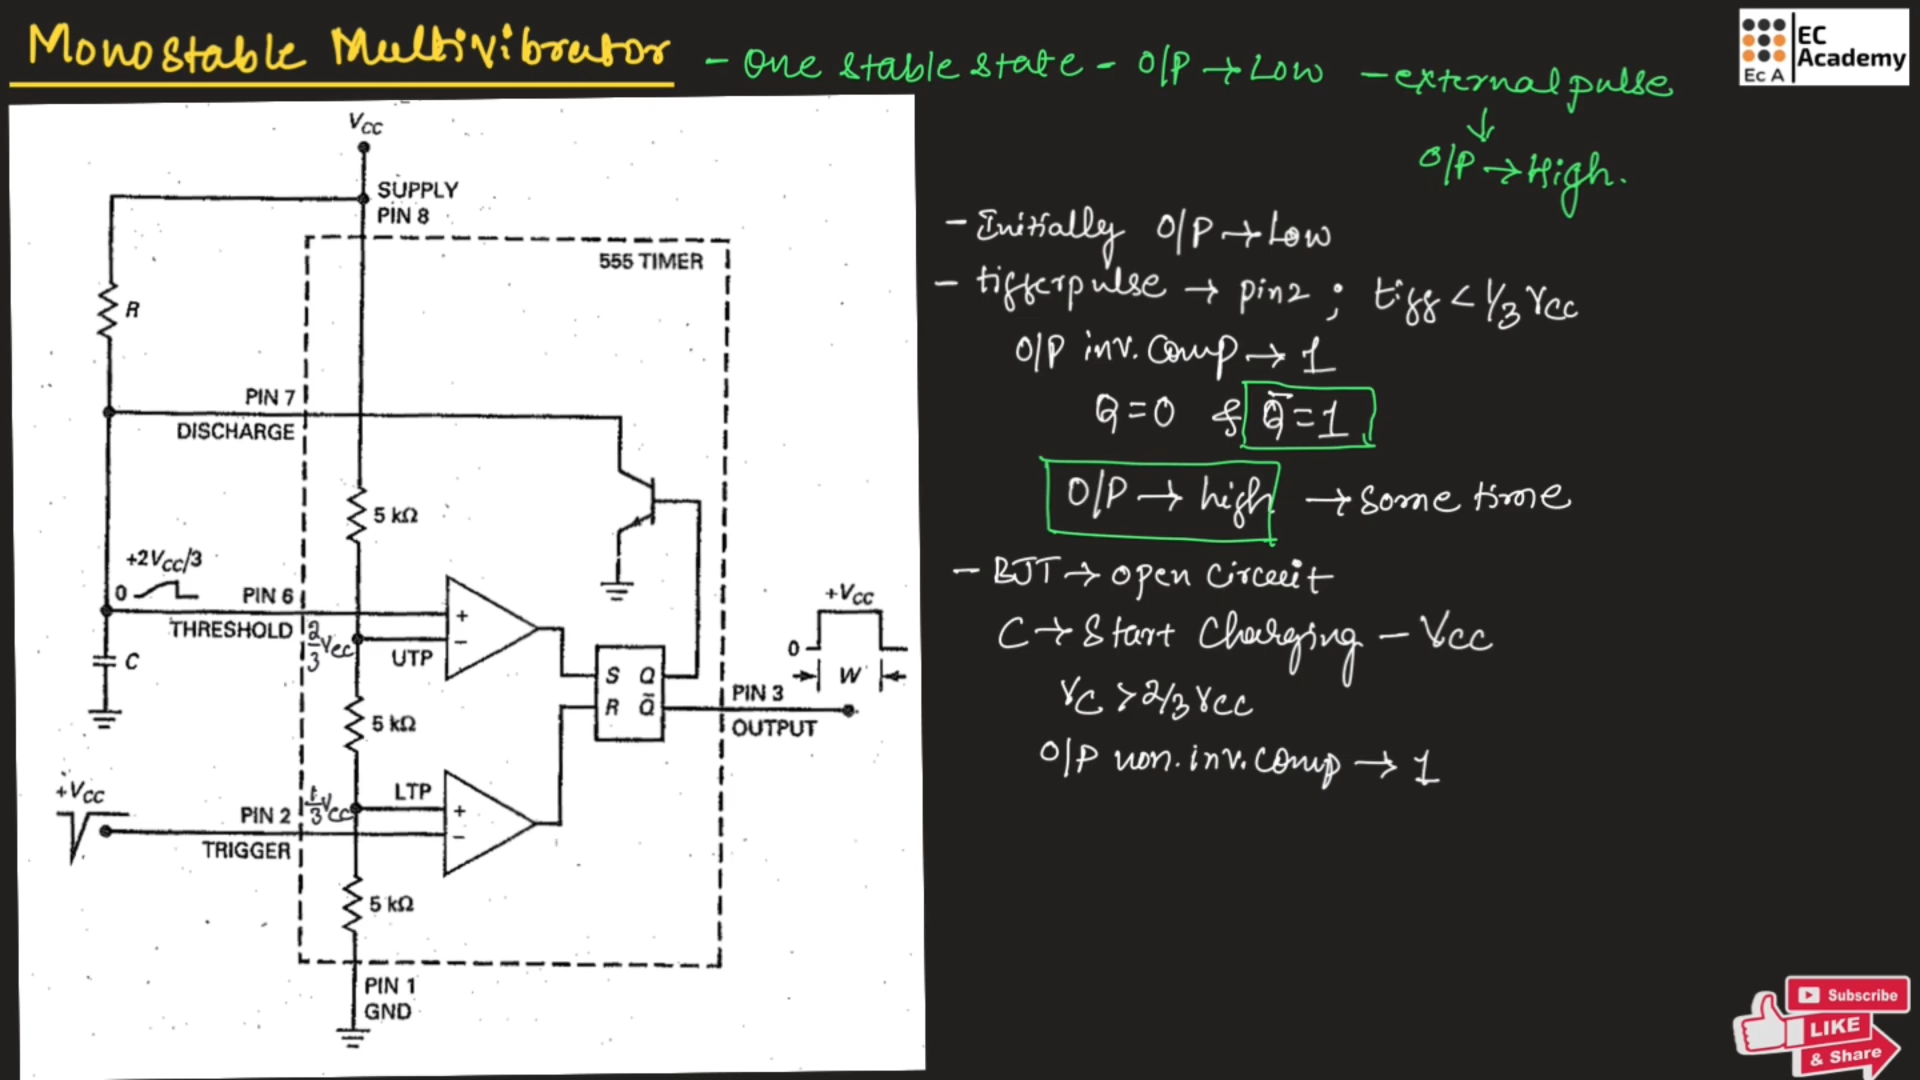 Monostable Multivibrator - One stable state - O/P → Low - external pulse
↓
O/P → High.
EC
Academy
Ec A
VCC
SUPPLY
PIN 8
555 TIMER
R
PIN 7
DISCHARGE
5 kΩ
+2VCC/3
0
PIN 6
THRESHOLD
2/3 Vcc
+
-
UTP
C
S Q
R Q̄
+VCC
0
W
PIN 3
OUTPUT
5 kΩ
+VCC
PIN 2
TRIGGER
1/3 Vcc
LTP
+
-
5 kΩ
PIN 1
GND
- Initially O/P → Low
- tiggerpulse → pin2 ; tigg < 1/3 Vcc
O/P inv. Comp → 1
Q = 0 & Q̄ = 1
O/P → high → some time
- BJT → open circuit
C → Start Charging - Vcc
Vc > 2/3 Vcc
O/P non. inv. Comp → 1
Subscribe
LIKE
& Share